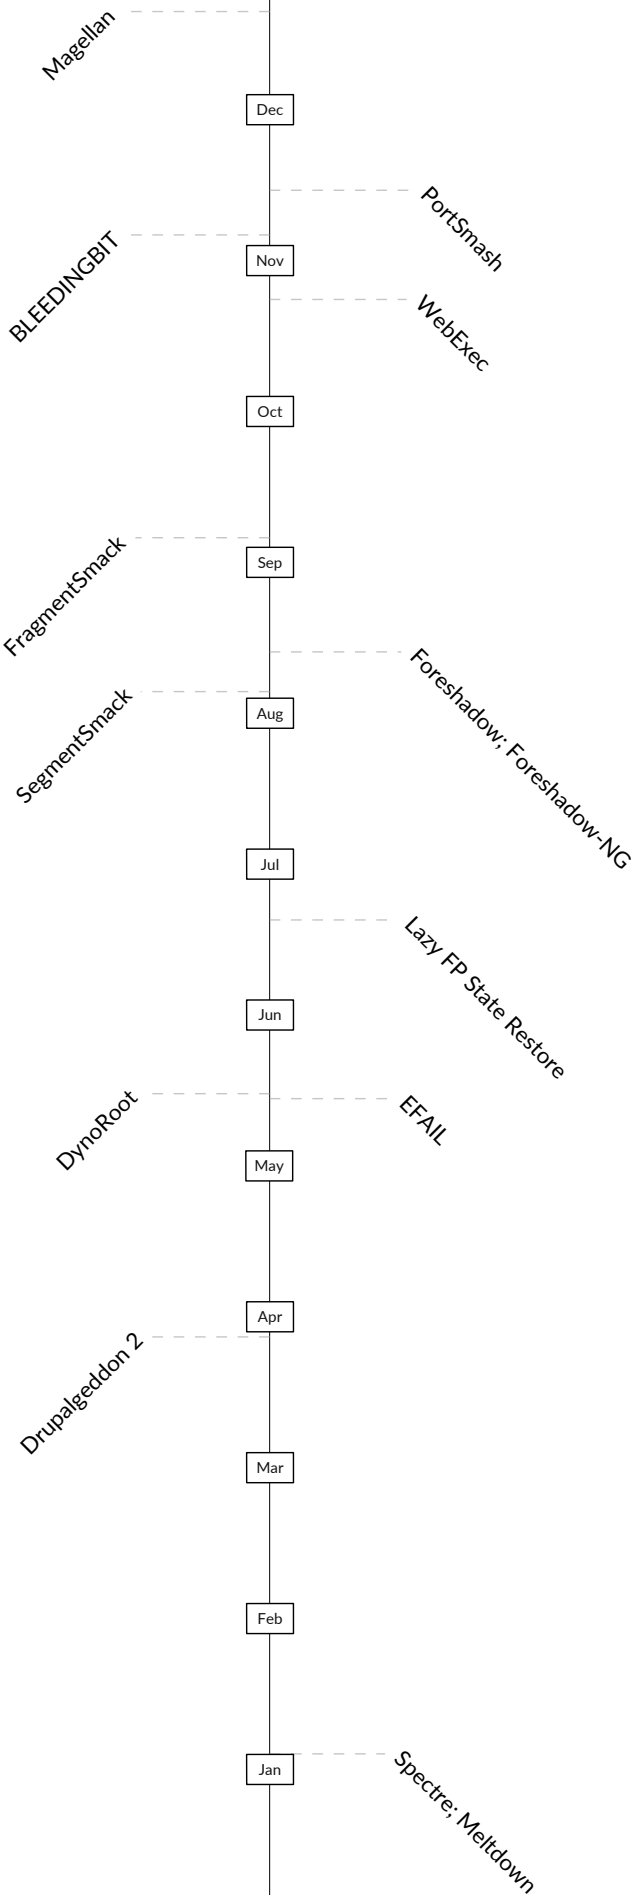 Magellan
Dec
PortSmash
BLEEDINGBIT
Nov
WebExec
Oct
FragmentSmack
Sep
Foreshadow; Foreshadow-NG
SegmentSmack
Aug
Jul
Lazy FP State Restore
Jun
DynoRoot
EFAIL
May
Apr
Drupalgeddon 2
Mar
Feb
Jan
Spectre; Meltdown